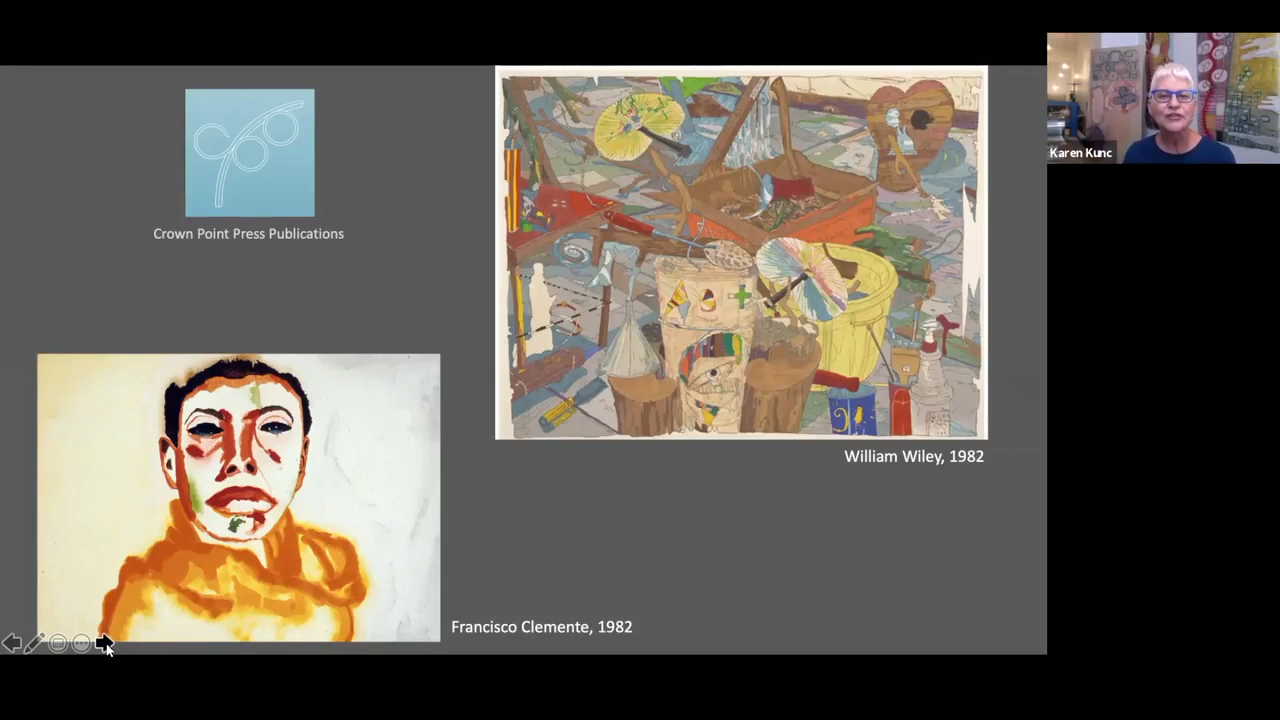 Crown Point Press Publications
William Wiley, 1982
Francisco Clemente, 1982
Karen Kunc